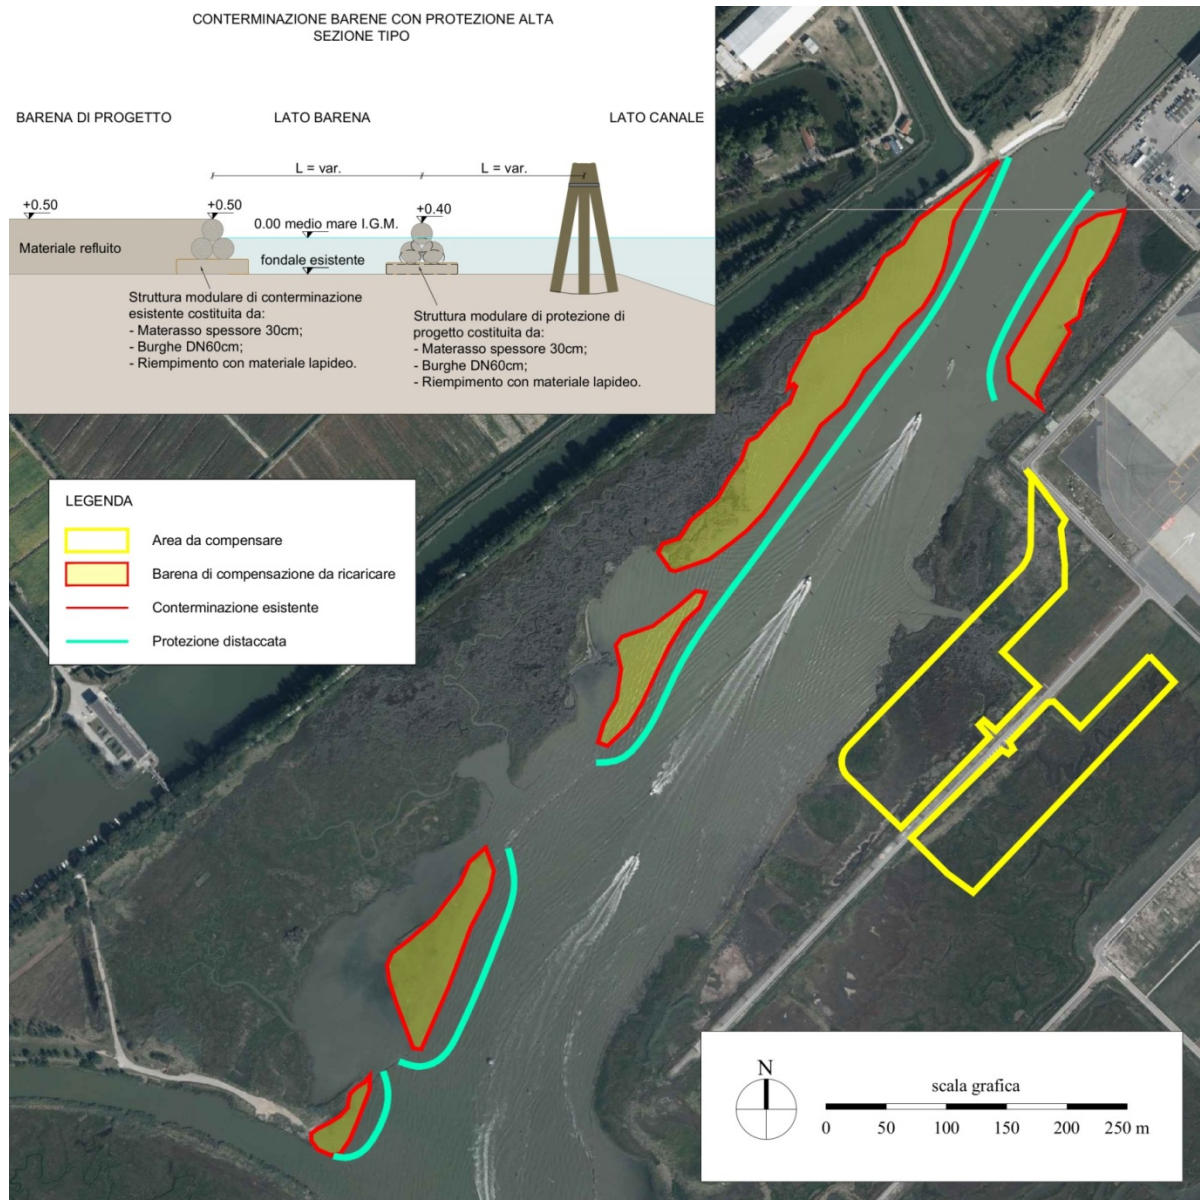 CONTERMINAZIONE BARENE CON PROTEZIONE ALTA
SEZIONE TIPO
BARENA DI PROGETTO
LATO BARENA
LATO CANALE
L = var.
L = var.
+0.50
+0.50
0.00 medio mare I.G.M.
+0.40
Materiale refluito
fondale esistente
Struttura modulare di conterminazione
esistente costituita da:
- Materasso spessore 30cm;
- Burghe DN60cm;
- Riempimento con materiale lapideo.
Struttura modulare di protezione di
progetto costituita da:
- Materasso spessore 30cm;
- Burghe DN60cm;
- Riempimento con materiale lapideo.
LEGENDA
Area da compensare
Barena di compensazione da ricaricare
Conterminazione esistente
Protezione distaccata
N
scala grafica
0 50 100 150 200 250 m